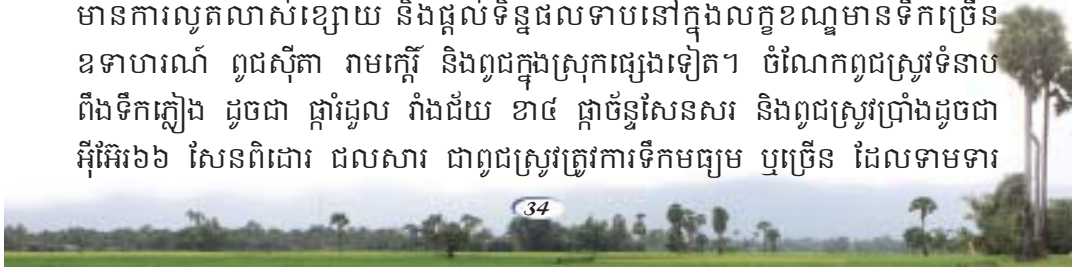 មានការលូតលាស់ខ្សោយ និងផ្តល់ទិន្នផលទាបនៅក្នុងលក្ខខណ្ឌមានទឹកច្រើន
ឧទាហរណ៍ ពូជស៊ីតា រាមកេ្តរិ៍ និងពូជក្នុងស្រុកផ្សេងទៀត។ ចំណែកពូជស្រូវទំនាប
ពឹងទឹកភ្លៀង ដូចជា ផ្ការំដួល រាំងជ័យ ខា៤ ផ្កាច័ន្ទសែនសរ និងពូជស្រូវប្រាំងដូចជា
អ៊ីអ៊ែរ៦៦ សែនពិដោរ ជលសារ ជាពូជស្រូវត្រូវការទឹកមធ្យម ឬច្រើន ដែលទាមទារ
34